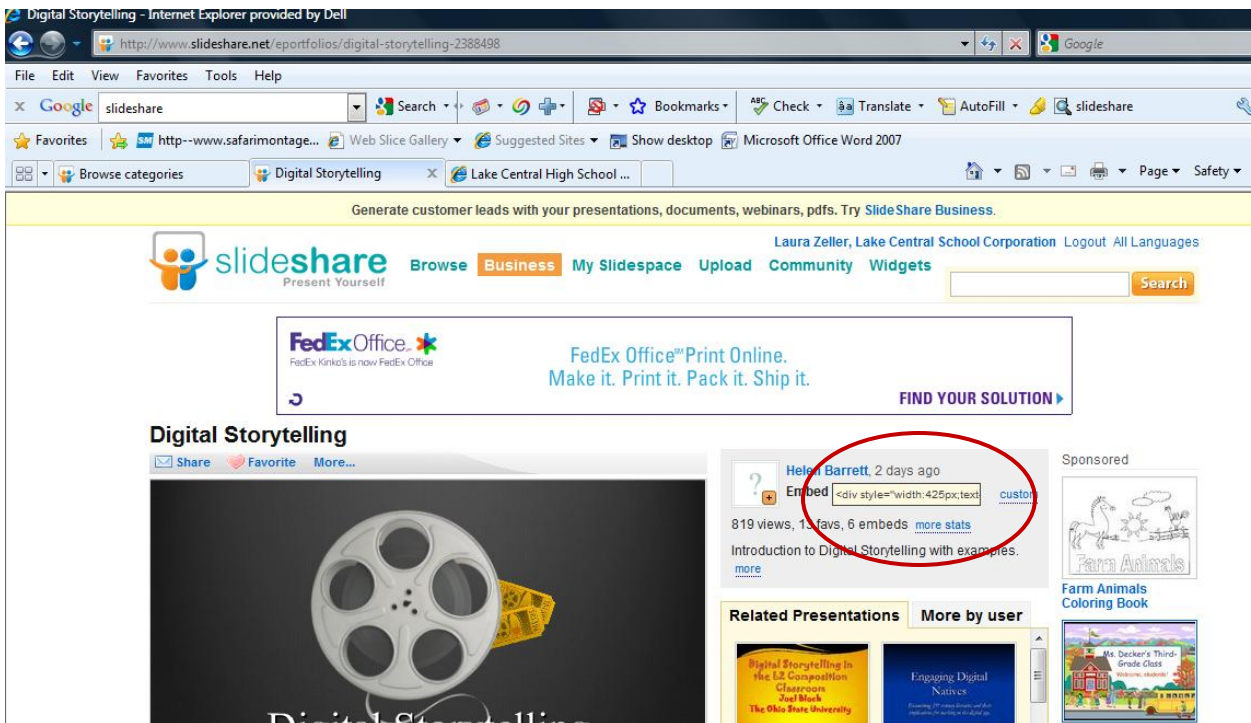 Digital Storytelling - Internet Explorer provided by Dell
http://www.slideshare.net/eportfolios/digital-storytelling-2388498
Google
File Edit View Favorites Tools Help
x Google slideshare Search Bookmarks Check Translate AutoFill slideshare
Favorites SM http--www.safarimontage... Web Slice Gallery Suggested Sites Show desktop Microsoft Office Word 2007
Browse categories Digital Storytelling X Lake Central High School ... Page Safety
Generate customer leads with your presentations, documents, webinars, pdfs. Try SlideShare Business.
Laura Zeller, Lake Central School Corporation Logout All Languages
slideshare
Present Yourself
Browse Business My Slidespace Upload Community Widgets
Search
FedEx Office
FedEx Kinko's is now FedEx Office
FedEx Office℠ Print Online.
Make it. Print it. Pack it. Ship it.
FIND YOUR SOLUTION
Digital Storytelling
Share Favorite More...
Helen Barrett, 2 days ago
Embed <div style="width:425px;text- custom
819 views, 13 favs, 6 embeds more stats
Introduction to Digital Storytelling with examples.
more
Related Presentations More by user
Digital Storytelling in
the L2 Composition
Classroom
Joel Bloch
The Ohio State University
Engaging Digital
Natives
Sponsored
Farm Animals
Farm Animals
Coloring Book
Ms. Decker's Third-
Grade Class
Welcome, students!
Digital Storytelling